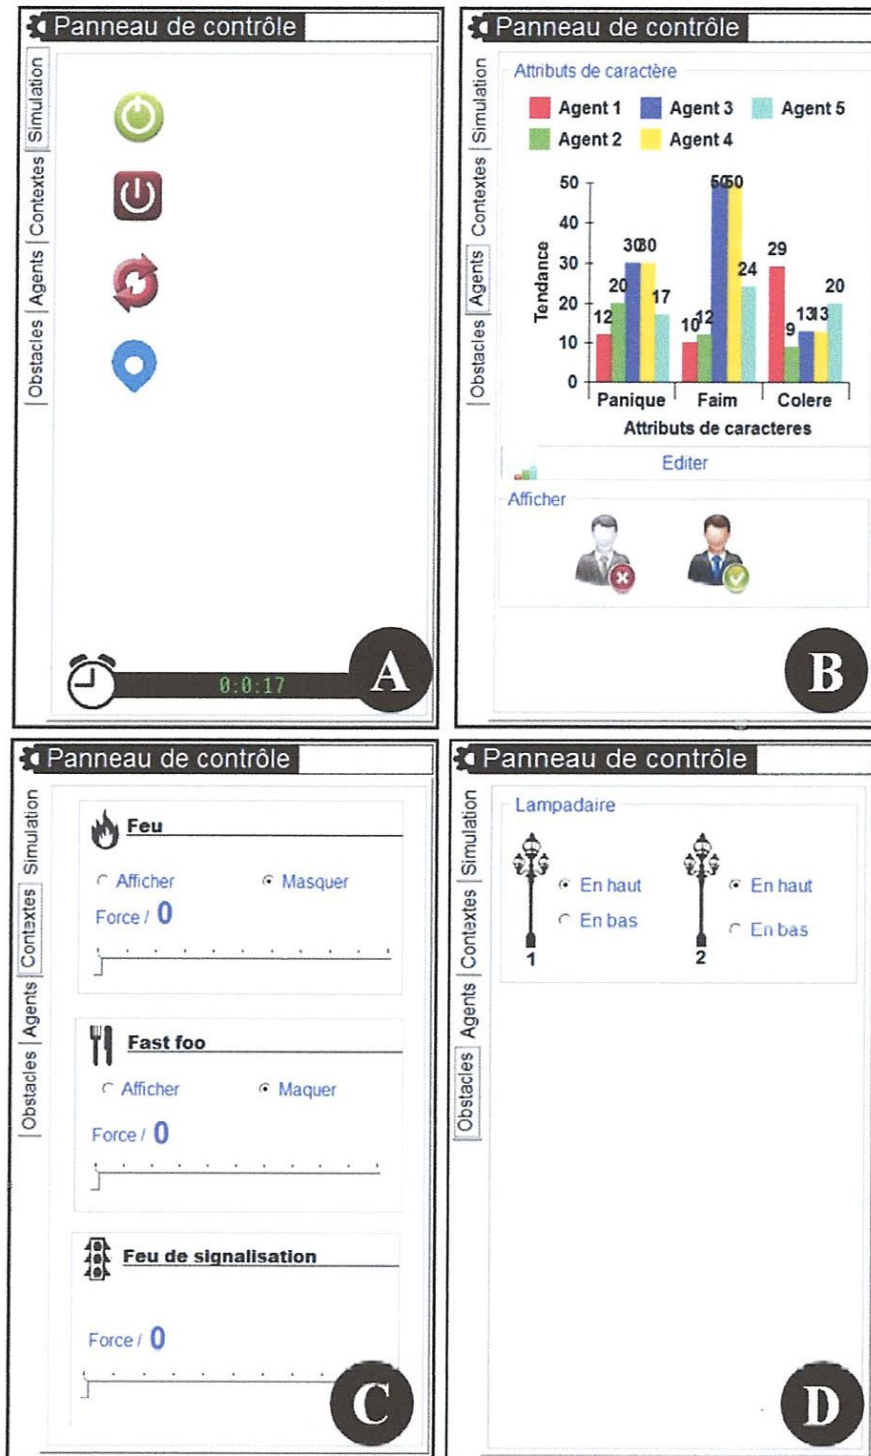 Panneau de contrôle
Simulation
Contextes
Agents
Obstacles
0:0:17
A
Panneau de contrôle
Simulation
Contextes
Agents
Obstacles
Attributs de caractère
Agent 1 Agent 3 Agent 5
Agent 2 Agent 4
Tendance
50
40
30
20
10
0
12 20 30 30 17
10 12 50 50 24
29 9 13 13 20
Panique Faim Colere
Attributs de caracteres
Editer
Afficher
B
Panneau de contrôle
Simulation
Contextes
Agents
Obstacles
Feu
Afficher Masquer
Force / 0
Fast foo
Afficher Maquer
Force / 0
Feu de signalisation
Force / 0
C
Panneau de contrôle
Simulation
Contextes
Agents
Obstacles
Lampadaire
En haut En haut
En bas En bas
1 2
D